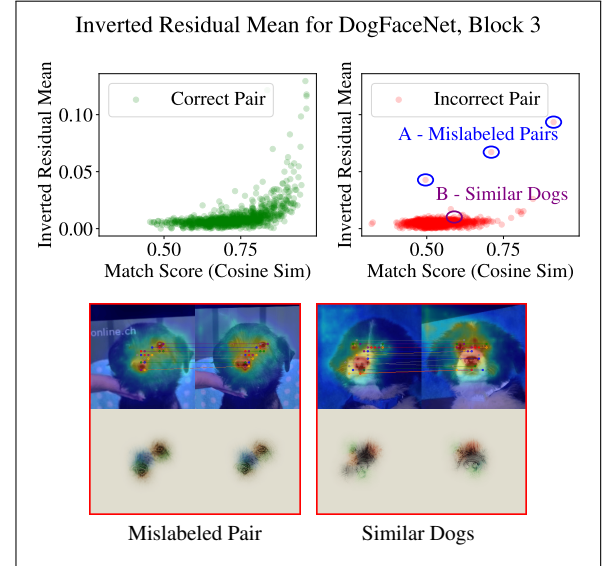 Inverted Residual Mean for DogFaceNet, Block 3
Inverted Residual Mean
0.10
0.05
0.00
Correct Pair
0.50
0.75
Match Score (Cosine Sim)
Inverted Residual Mean
Incorrect Pair
A - Mislabeled Pairs
B - Similar Dogs
0.50
0.75
Match Score (Cosine Sim)
online.ch
Mislabeled Pair
Similar Dogs